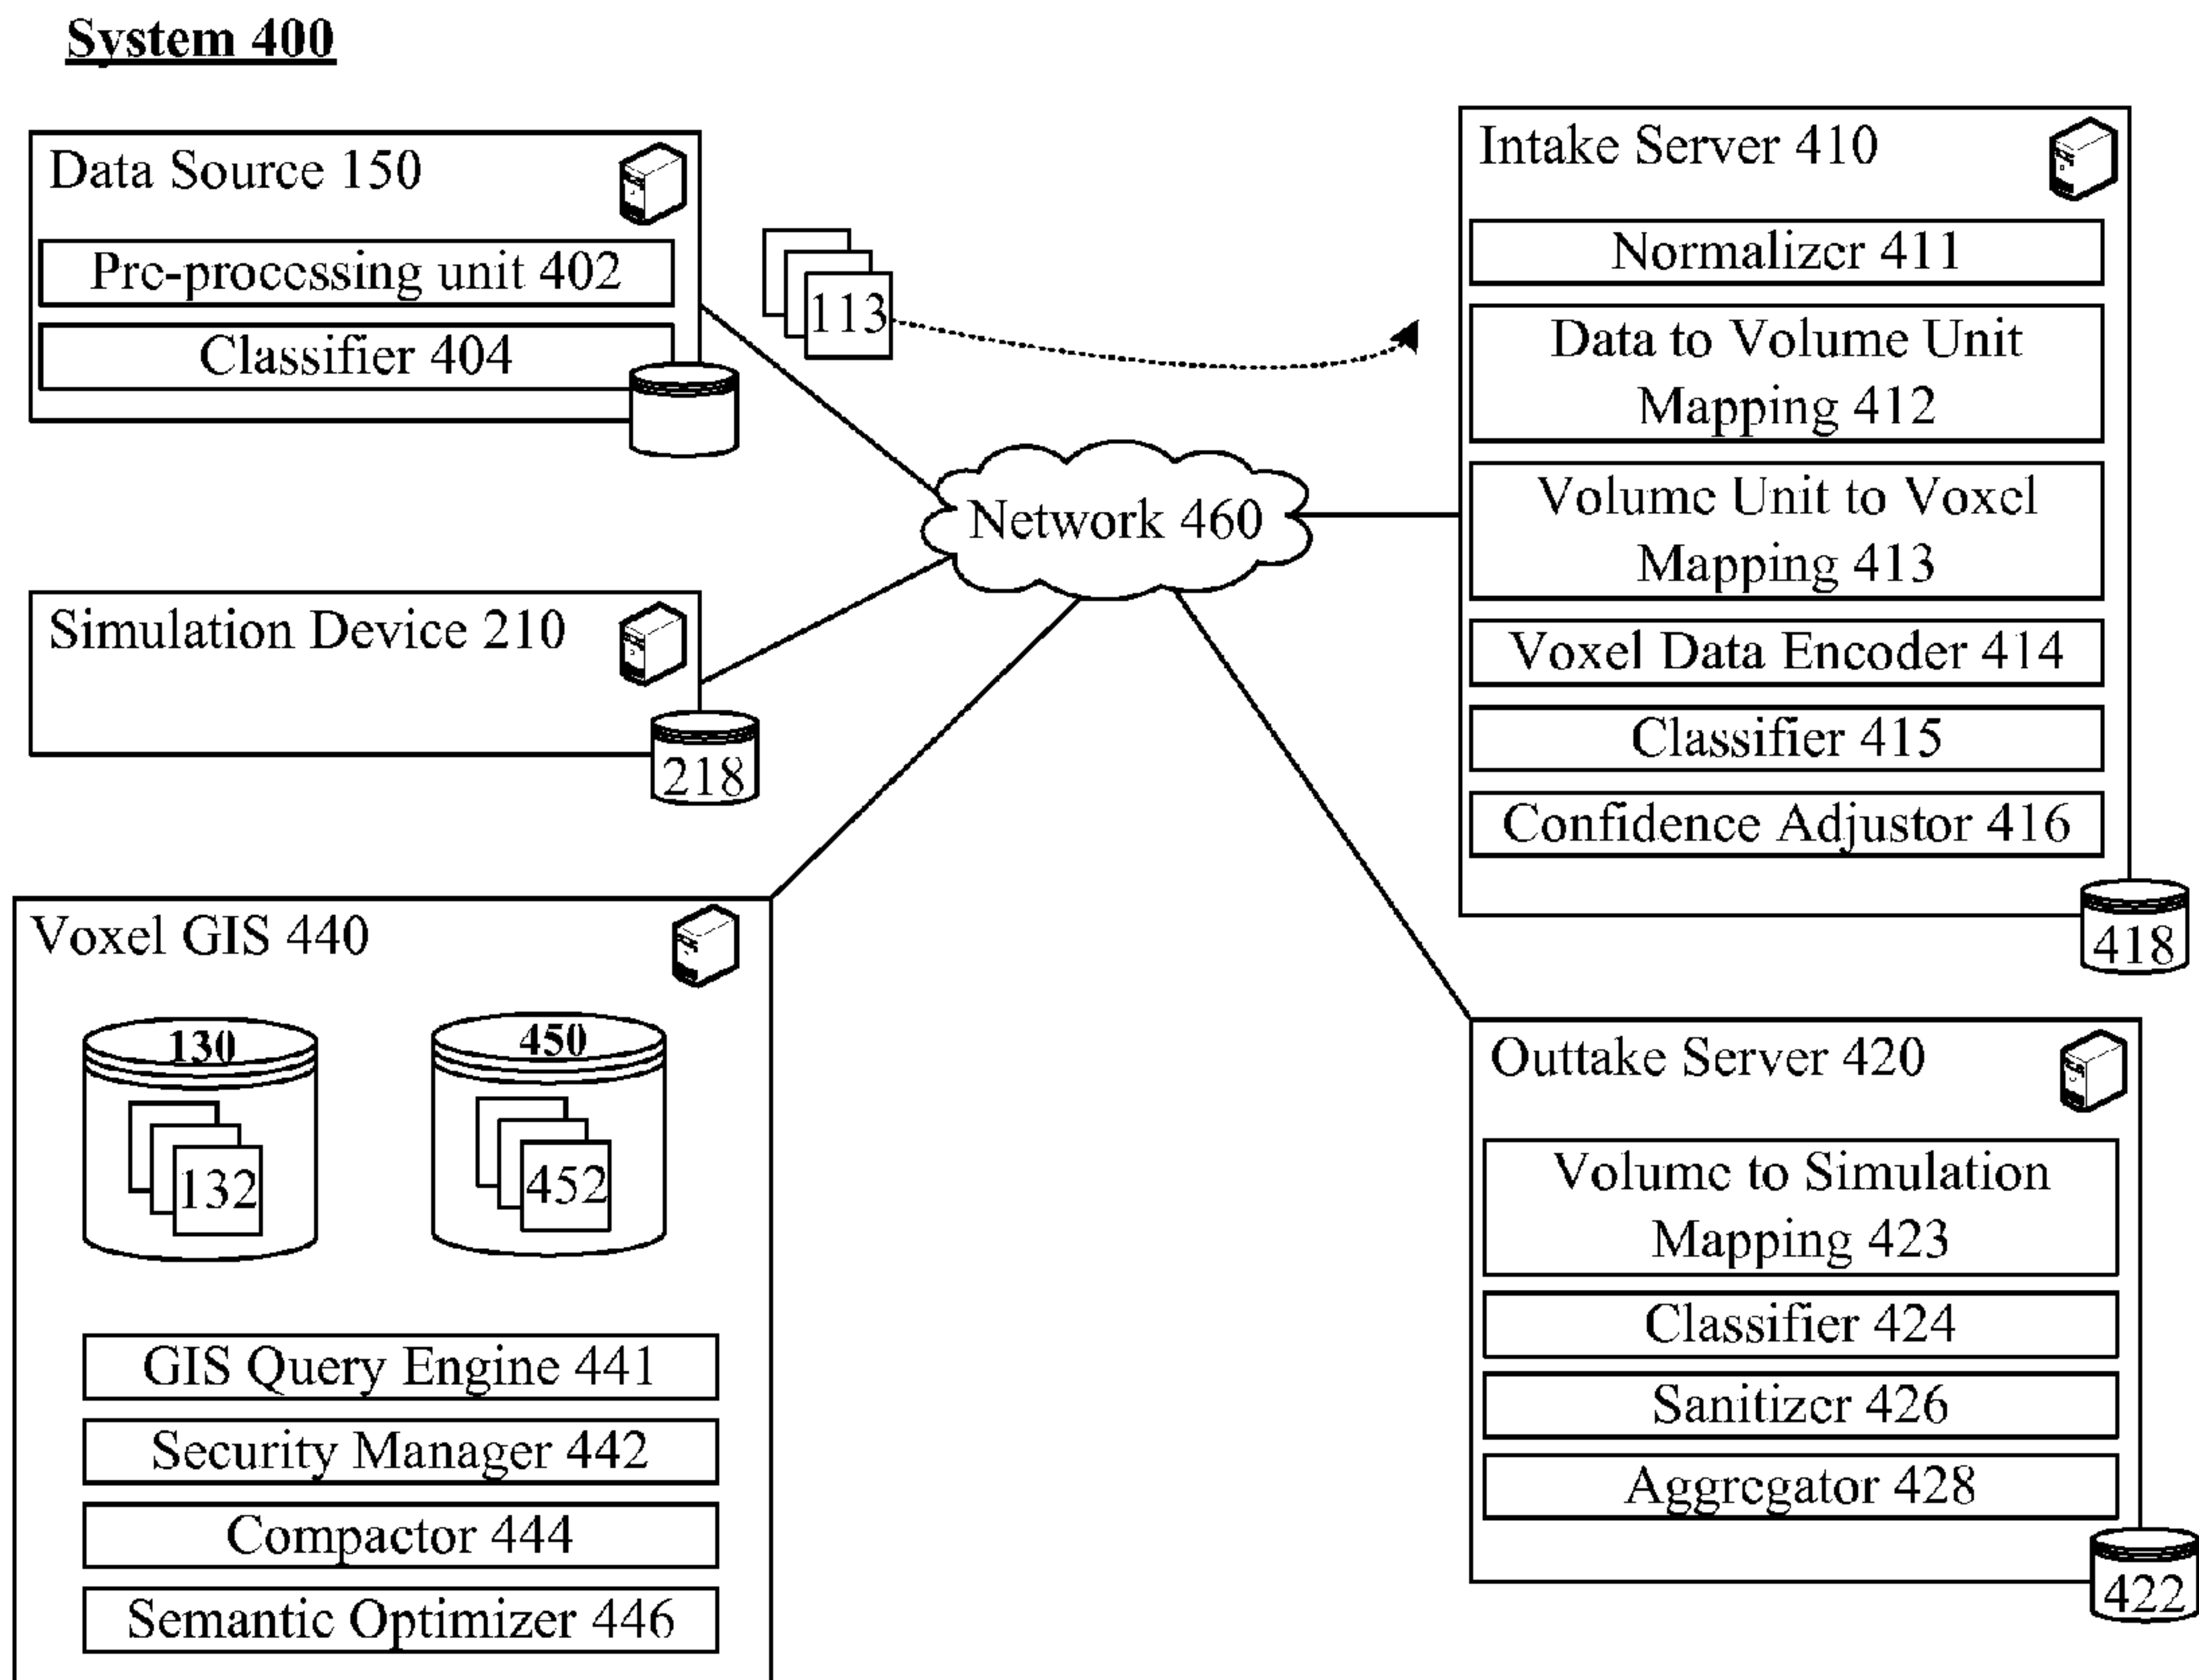 System 400
Data Source 150
Pre-processing unit 402
Classifier 404
113
Intake Server 410
Normalizer 411
Data to Volume Unit
Mapping 412
Volume Unit to Voxel
Mapping 413
Voxel Data Encoder 414
Classifier 415
Confidence Adjustor 416
418
Network 460
Simulation Device 210
218
Voxel GIS 440
130
132
450
452
GIS Query Engine 441
Security Manager 442
Compactor 444
Semantic Optimizer 446
Outtake Server 420
Volume to Simulation
Mapping 423
Classifier 424
Sanitizer 426
Aggregator 428
422